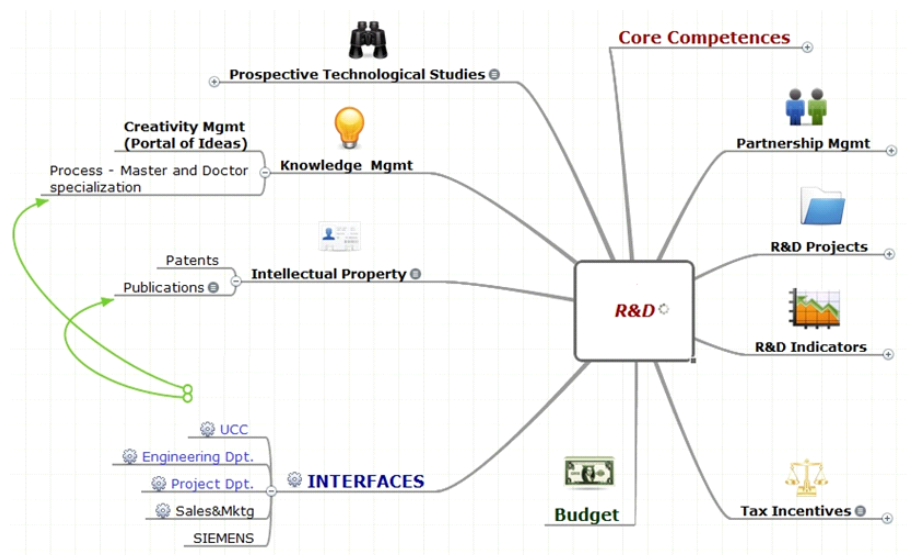 Core Competences
Prospective Technological Studies
Creativity Mgmt
(Portal of Ideas)
Partnership Mgmt
Knowledge Mgmt
Process - Master and Doctor
specialization
R&D Projects
Patents
Intellectual Property
Publications
R&D
R&D Indicators
UCC
Engineering Dpt.
INTERFACES
Project Dpt.
Sales&Mktg
SIEMENS
Budget
Tax Incentives